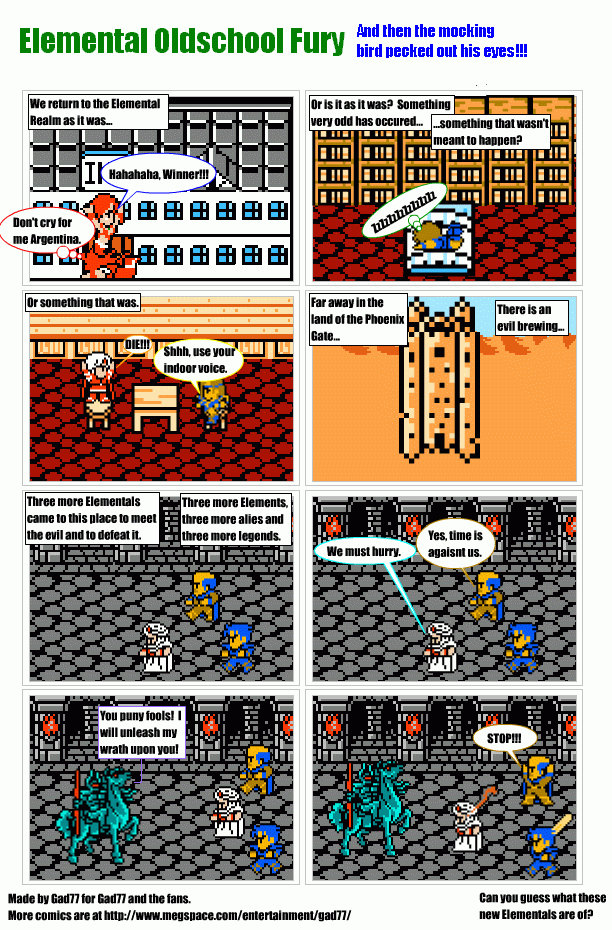 Elemental Oldschool Fury
And then the mocking
bird pecked out his eyes!!!
We return to the Elemental
Realm as it was...
Hahahaha, Winner!!!
Don't cry for
me Argentina.
Or is it as it was? Something
very odd has occured...
...something that wasn't
meant to happen?
hhhhhhhh
Or something that was.
DIE!!!
Shhh, use your
indoor voice.
Far away in the
land of the Phoenix
Gate...
There is an
evil brewing...
Three more Elementals
came to this place to meet
the evil and to defeat it.
Three more Elements,
three more alies and
three more legends.
We must hurry.
Yes, time is
agaisnt us.
You puny fools! I
will unleash my
wrath upon you!
STOP!!!
Made by Gad77 for Gad77 and the fans.
More comics are at http://www.megspace.com/entertainment/gad77/
Can you guess what these
new Elementals are of?